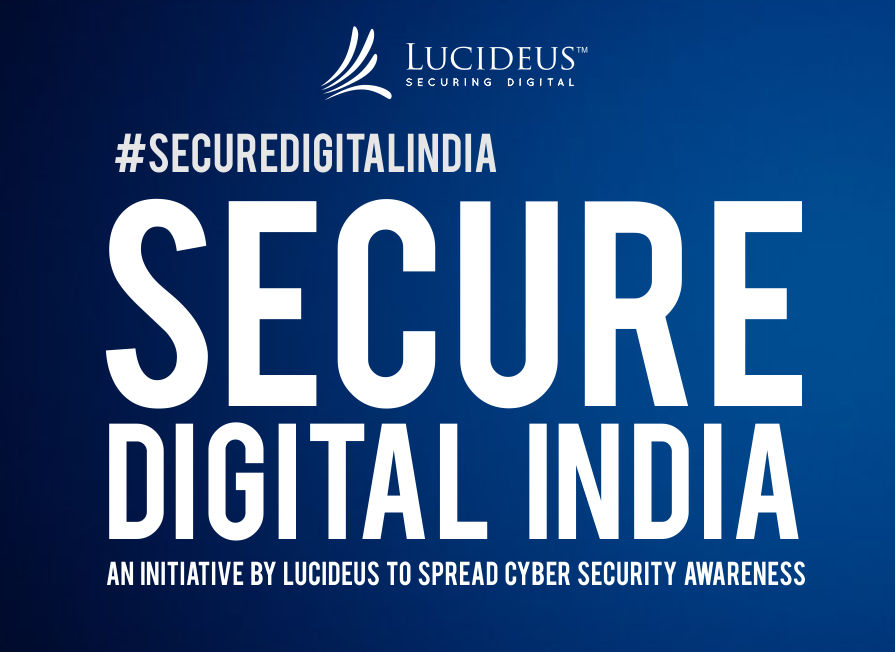 LUCIDEUS™
SECURING DIGITAL
#SECUREDIGITALINDIA
SECURE
DIGITAL INDIA
AN INITIATIVE BY LUCIDEUS TO SPREAD CYBER SECURITY AWARENESS